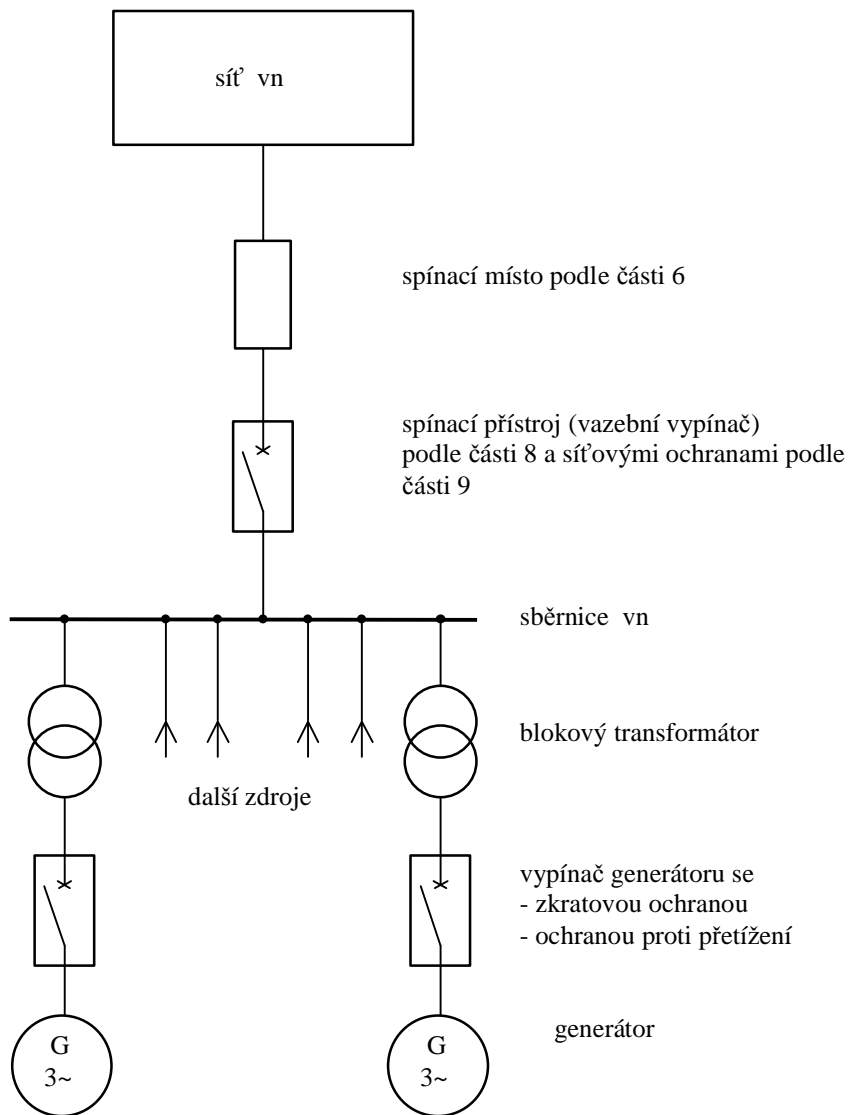 síť vn
spínací místo podle části 6
spínací přístroj (vazební vypínač)
podle části 8 a síťovými ochranami podle
části 9
sběrnice vn
blokový transformátor
další zdroje
vypínač generátoru se
- zkratovou ochranou
- ochranou proti přetížení
generátor
G
3~
G
3~